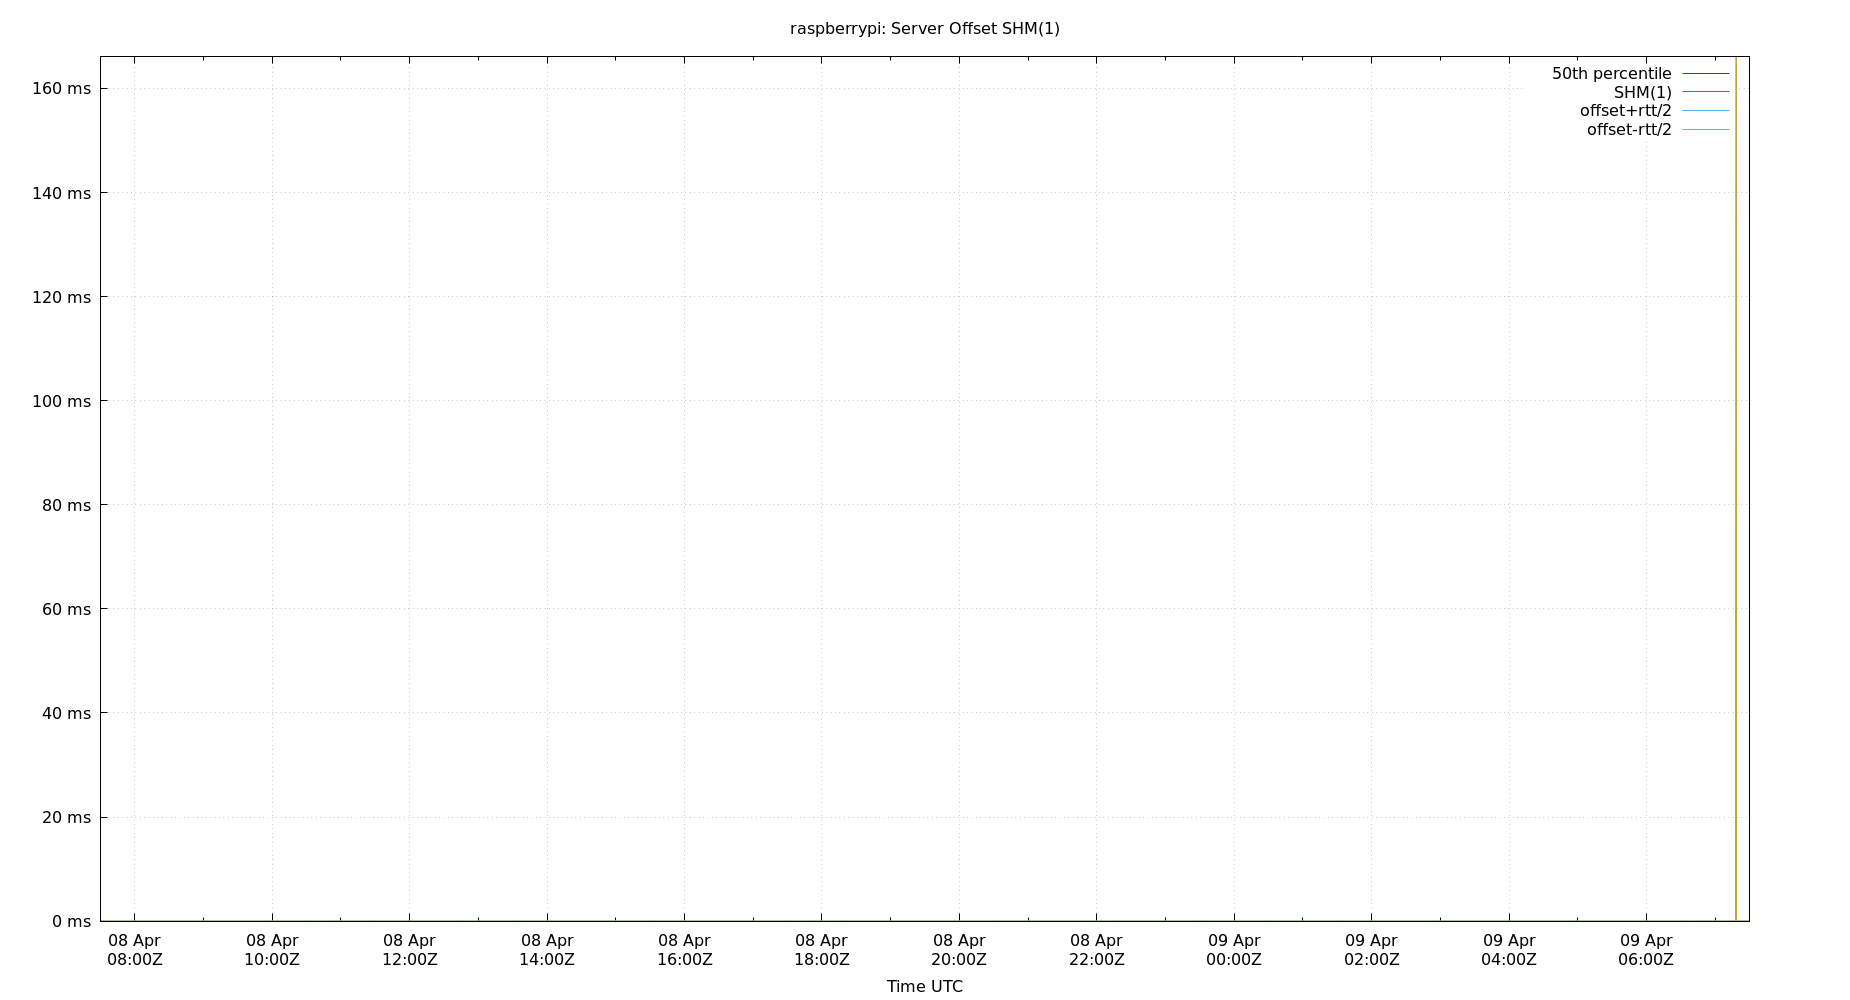 raspberrypi: Server Offset SHM(1)
50th percentile
SHM(1)
offset+rtt/2
offset-rtt/2
160 ms
140 ms
120 ms
100 ms
80 ms
60 ms
40 ms
20 ms
0 ms
08 Apr 08 Apr 08 Apr 08 Apr 08 Apr 08 Apr 08 Apr 08 Apr 09 Apr 09 Apr 09 Apr 09 Apr
08:00Z 10:00Z 12:00Z 14:00Z 16:00Z 18:00Z 20:00Z 22:00Z 00:00Z 02:00Z 04:00Z 06:00Z
Time UTC